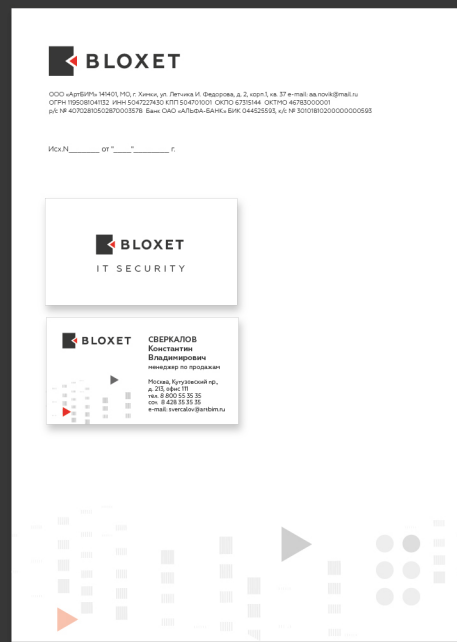 BLOXET
ООО «АртБИМ» 141401, МО, г. Химки, ул. Летчика И. Федорова, д. 2, корп.1, кв. 37 e-mail: aa.novik@mail.ru
ОГРН 1195081041132 ИНН 5047227430 КПП 504701001 ОКПО 67315144 ОКТМО 46783000001
р/с № 40702810502870003578 Банк ОАО «АЛЬФА-БАНК» БИК 044525593, к/с № 30101810200000000593
Исх.N________ от "____"_________ г.
BLOXET
IT SECURITY
BLOXET
СВЕРКАЛОВ
Константин
Владимирович
менеджер по продажам
Москва, Кутузовский пр.,
д. 213, офис 111
тел. 8 800 55 35 35
сот. 8 428 35 35 35
e-mail: svercalov@artbim.ru